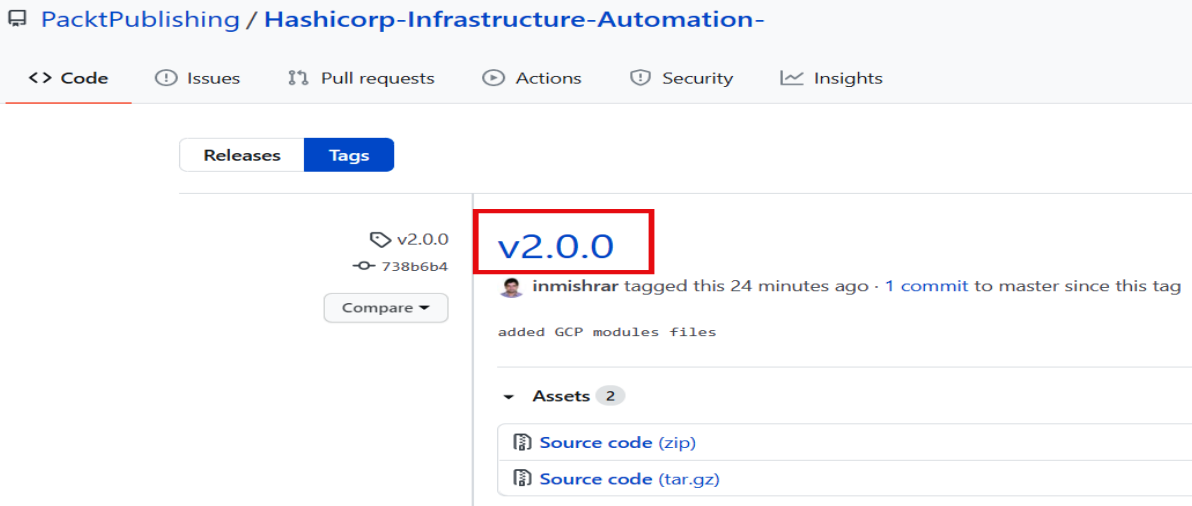 PacktPublishing / Hashicorp-Infrastructure-Automation-
Code Issues Pull requests Actions Security Insights
Releases Tags
v2.0.0
738b6b4
Compare
v2.0.0
inmishrar tagged this 24 minutes ago · 1 commit to master since this tag
added GCP modules files
Assets 2
Source code (zip)
Source code (tar.gz)